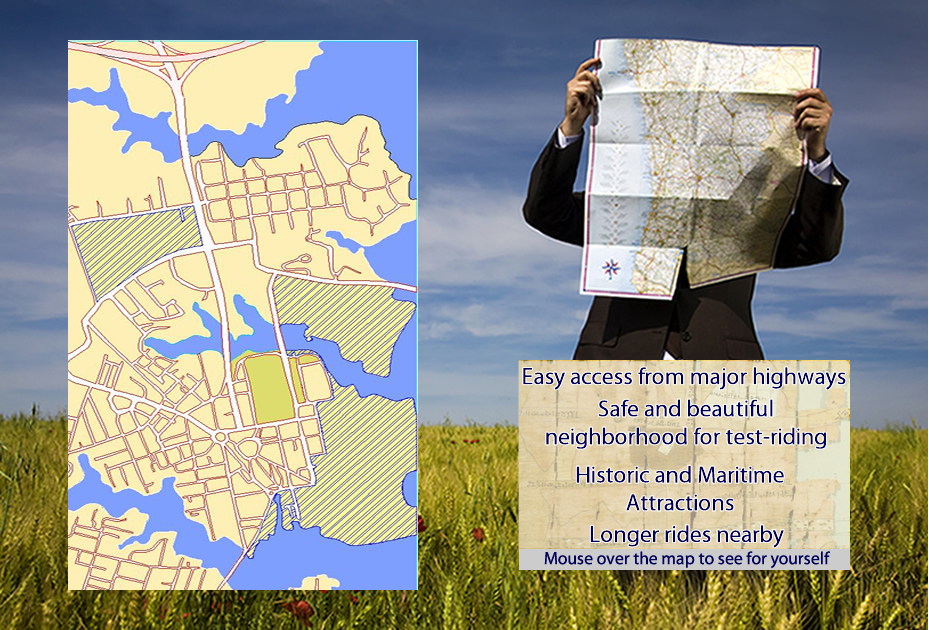 Easy access from major highways
Safe and beautiful
neighborhood for test-riding
Historic and Maritime
Attractions
Longer rides nearby
Mouse over the map to see for yourself